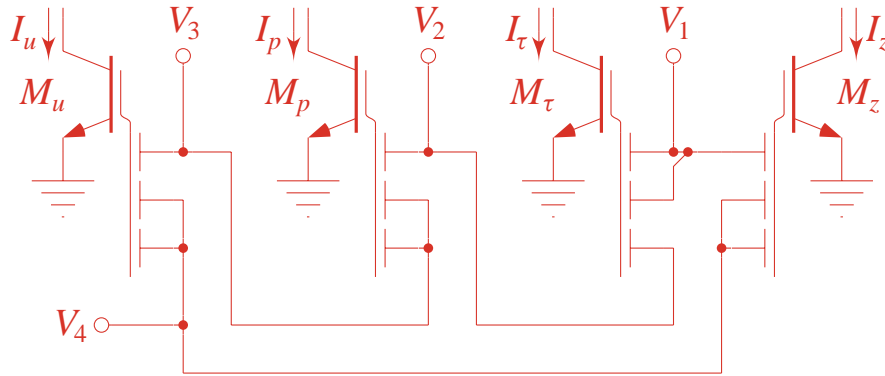 I_u V_3 I_p V_2 I_τ V_1 I_z
M_u M_p M_τ M_z
V_4